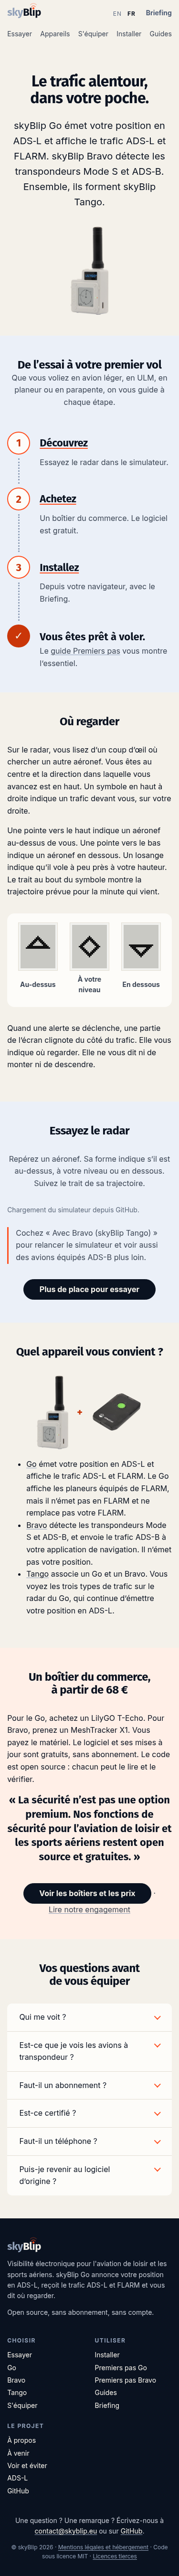 skyBlip
EN FR Briefing
Essayer Appareils S'équiper Installer Guides
Le trafic alentour,
dans votre poche.
skyBlip Go émet votre position en
ADS-L et affiche le trafic ADS-L et
FLARM. skyBlip Bravo détecte les
transpondeurs Mode S et ADS-B.
Ensemble, ils forment skyBlip
Tango.
De l'essai à votre premier vol
Que vous voliez en avion léger, en ULM, en
planeur ou en parapente, on vous guide à
chaque étape.
1 Découvrez
Essayez le radar dans le simulateur.
2 Achetez
Un boîtier du commerce. Le logiciel
est gratuit.
3 Installez
Depuis votre navigateur, avec le
Briefing.
✓ Vous êtes prêt à voler.
Le guide Premiers pas vous montre
l'essentiel.
Où regarder
Sur le radar, vous lisez d'un coup d'œil où
chercher un autre aéronef. Vous êtes au
centre et la direction dans laquelle vous
avancez est en haut. Un symbole en haut à
droite indique un trafic devant vous, sur votre
droite.
Une pointe vers le haut indique un aéronef
au-dessus de vous. Une pointe vers le bas
indique un aéronef en dessous. Un losange
indique qu'il vole à peu près à votre hauteur.
Le trait au bout du symbole montre la
trajectoire prévue pour la minute qui vient.
Au-dessus
À votre
niveau
En dessous
Quand une alerte se déclenche, une partie
de l'écran clignote du côté du trafic. Elle vous
indique où regarder. Elle ne vous dit ni de
monter ni de descendre.
Essayez le radar
Repérez un aéronef. Sa forme indique s'il est
au-dessus, à votre niveau ou en dessous.
Suivez le trait de sa trajectoire.
Chargement du simulateur depuis GitHub.
Cochez « Avec Bravo (skyBlip Tango) »
pour relancer le simulateur et voir aussi
des avions équipés ADS-B plus loin.
Plus de place pour essayer
Quel appareil vous convient ?
Go émet votre position en ADS-L et
affiche le trafic ADS-L et FLARM. Le Go
affiche les planeurs équipés de FLARM,
mais il n'émet pas en FLARM et ne
remplace pas votre FLARM.
Bravo détecte les transpondeurs Mode
S et ADS-B, et envoie le trafic ADS-B à
votre application de navigation. Il n'émet
pas votre position.
Tango associe un Go et un Bravo. Vous
voyez les trois types de trafic sur le
radar du Go, qui continue d'émettre
votre position en ADS-L.
Un boîtier du commerce,
à partir de 68 €
Pour le Go, achetez un LilyGO T-Echo. Pour
Bravo, prenez un MeshTracker X1. Vous
payez le matériel. Le logiciel et ses mises à
jour sont gratuits, sans abonnement. Le code
est open source : chacun peut le lire et le
vérifier.
« La sécurité n'est pas une option
premium. Nos fonctions de
sécurité pour l'aviation de loisir et
les sports aériens restent open
source et gratuites. »
Voir les boîtiers et les prix ·
Lire notre engagement
Vos questions avant
de vous équiper
Qui me voit ?
Est-ce que je vois les avions à
transpondeur ?
Faut-il un abonnement ?
Est-ce certifié ?
Faut-il un téléphone ?
Puis-je revenir au logiciel
d'origine ?
skyBlip
Visibilité électronique pour l'aviation de loisir et les
sports aériens. skyBlip Go annonce votre position
en ADS-L, reçoit le trafic ADS-L et FLARM et vous
dit où regarder.
Open source, sans abonnement, sans compte.
CHOISIR
Essayer
Go
Bravo
Tango
S'équiper
UTILISER
Installer
Premiers pas Go
Premiers pas Bravo
Guides
Briefing
LE PROJET
À propos
À venir
Voir et éviter
ADS-L
GitHub
Une question ? Une remarque ? Écrivez-nous à
contact@skyblip.eu ou sur GitHub.
© skyBlip 2026 · Mentions légales et hébergement · Code
sous licence MIT · Licences tierces